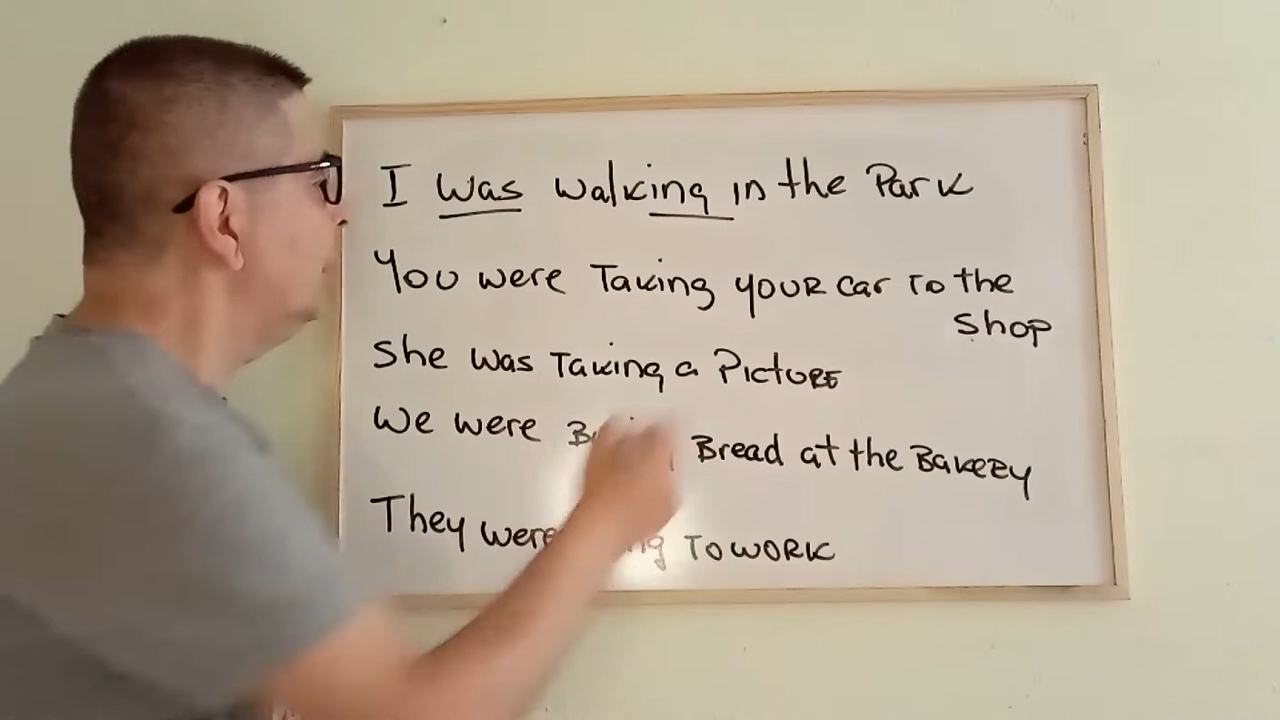 I was walking in the Park
You were Taking your car To the
shop
She was Taking a Picture
We were Bread at the Bakery
They were To work